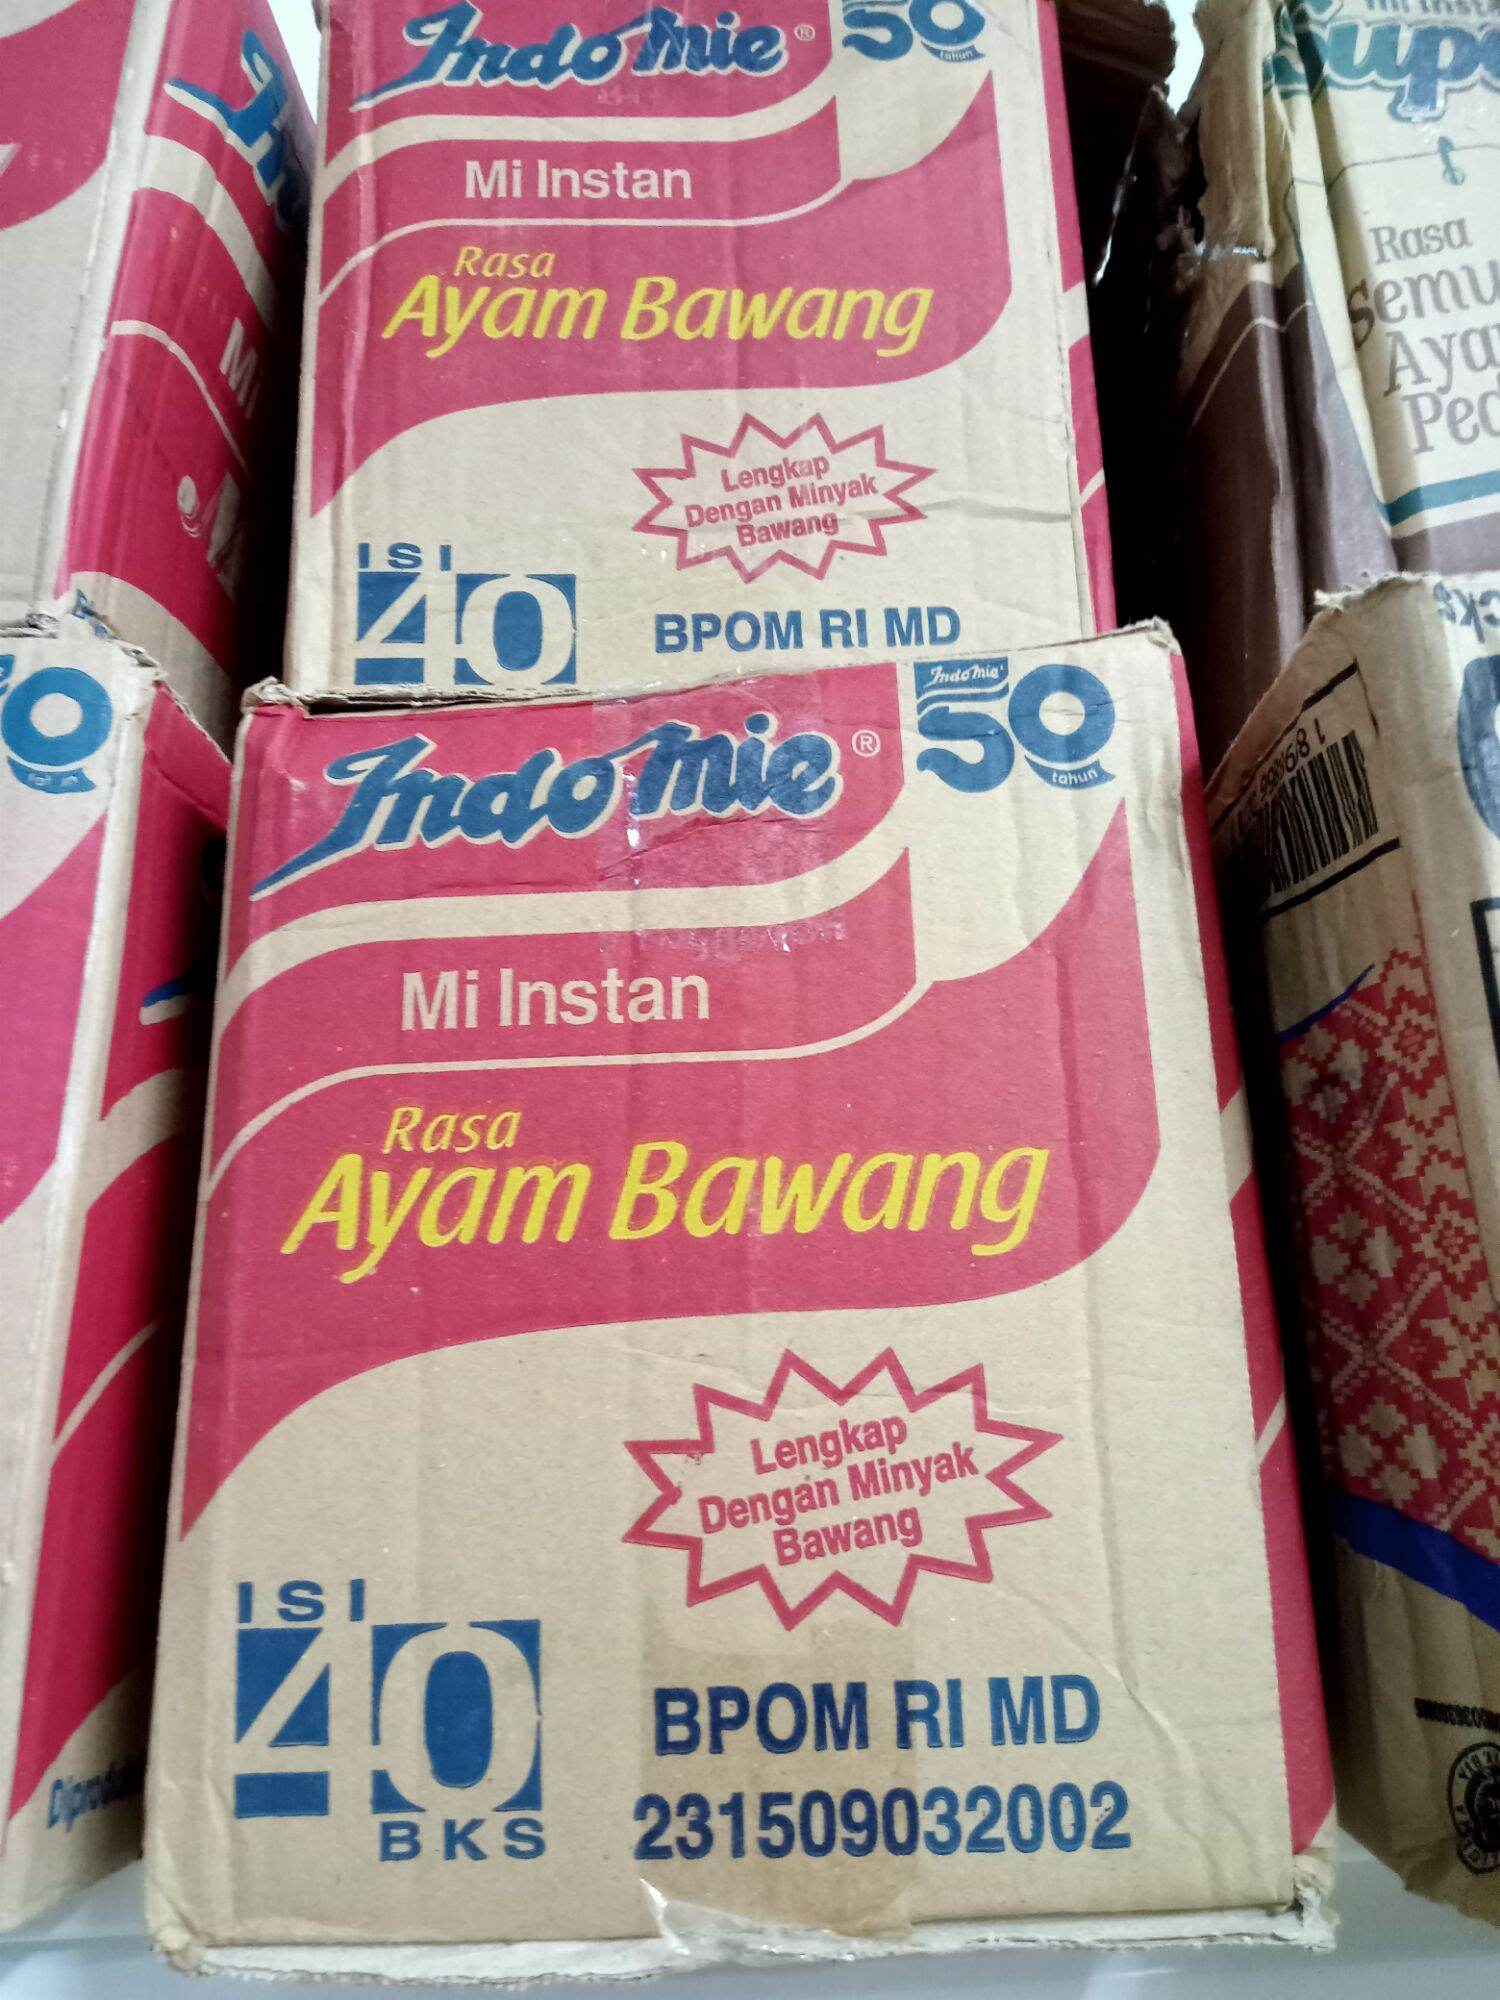 Indomie®
50
tahun
Mi Instan
Rasa
Ayam Bawang
Lengkap
Dengan Minyak
Bawang
ISI
40
BPOM RI MD
Indomie®
Indomie
50
tahun
Mi Instan
Rasa
Ayam Bawang
Lengkap
Dengan Minyak
Bawang
ISI
40
BKS
BPOM RI MD
231509032002
Rasa